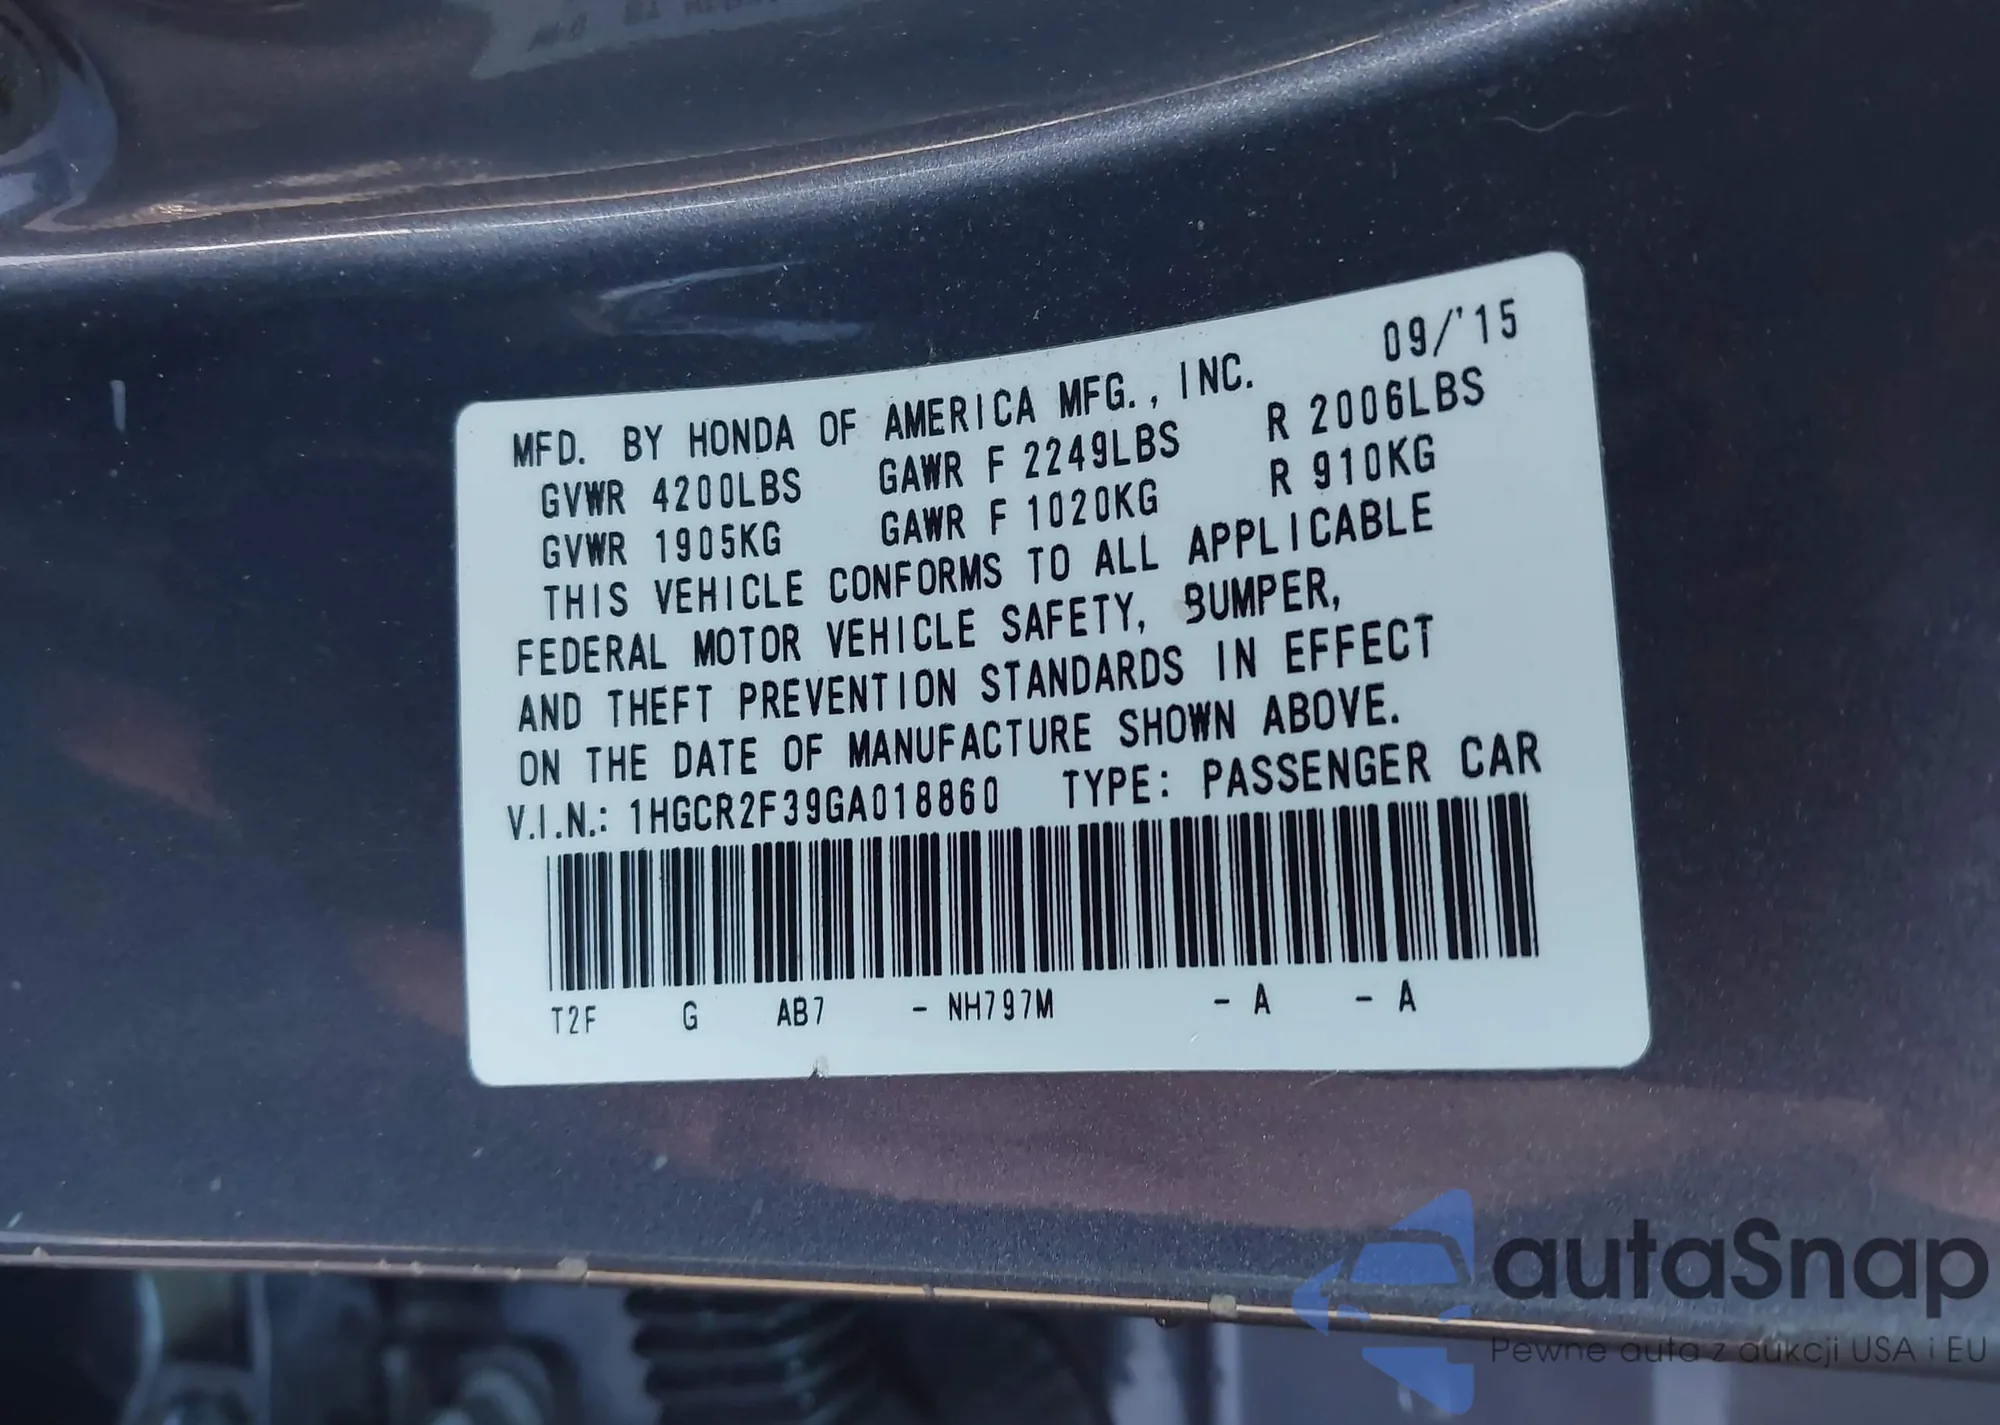 MFD. BY HONDA OF AMERICA MFG., INC. 09/'15
GVWR 4200LBS GAWR F 2249LBS R 2006LBS
GVWR 1905KG GAWR F 1020KG R 910KG
THIS VEHICLE CONFORMS TO ALL APPLICABLE
FEDERAL MOTOR VEHICLE SAFETY, BUMPER,
AND THEFT PREVENTION STANDARDS IN EFFECT
ON THE DATE OF MANUFACTURE SHOWN ABOVE.
V.I.N.: 1HGCR2F39GA018860 TYPE: PASSENGER CAR
T2F G AB7 - NH797M - A - A
autaSnap
Pewne auta z aukcji USA i EU